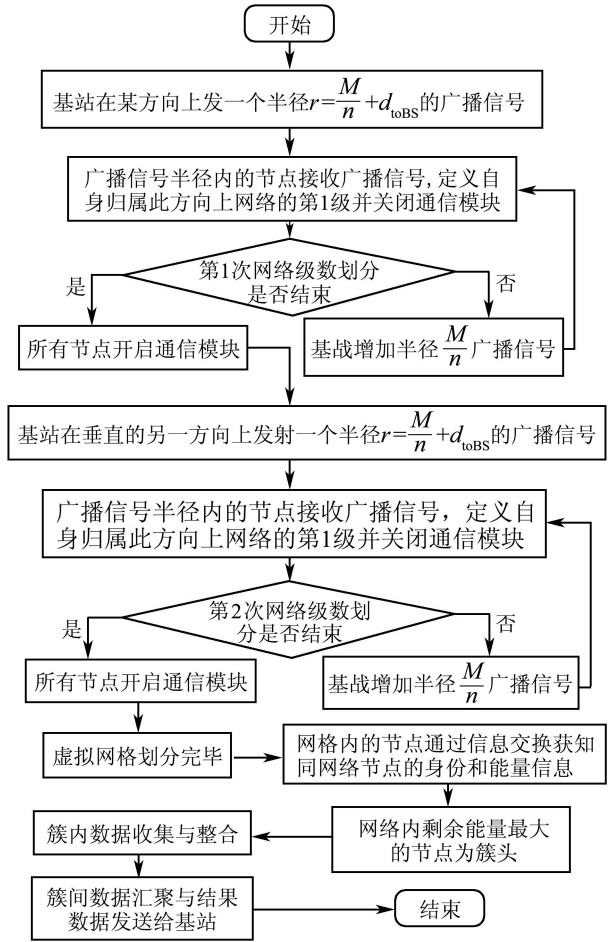 开始
基站在某方向上发一个半径r=M/n+d_toBS的广播信号
广播信号半径内的节点接收广播信号,定义自
身归属此方向上网络的第1级并关闭通信模块
第1次网络级数划分
是否结束
是
否
所有节点开启通信模块
基战增加半径M/n广播信号
基站在垂直的另一方向上发射一个半径r=M/n+d_toBS的广播信号
广播信号半径内的节点接收广播信号，定义自
身归属此方向上网络的第1级并关闭通信模块
第2次网络级数划
分是否结束
是
否
所有节点开启通信模块
基战增加半径M/n广播信号
虚拟网格划分完毕
网格内的节点通过信息交换获知
同网络节点的身份和能量信息
网络内剩余能量最大
的节点为簇头
簇内数据收集与整合
簇间数据汇聚与结果
数据发送给基站
结束